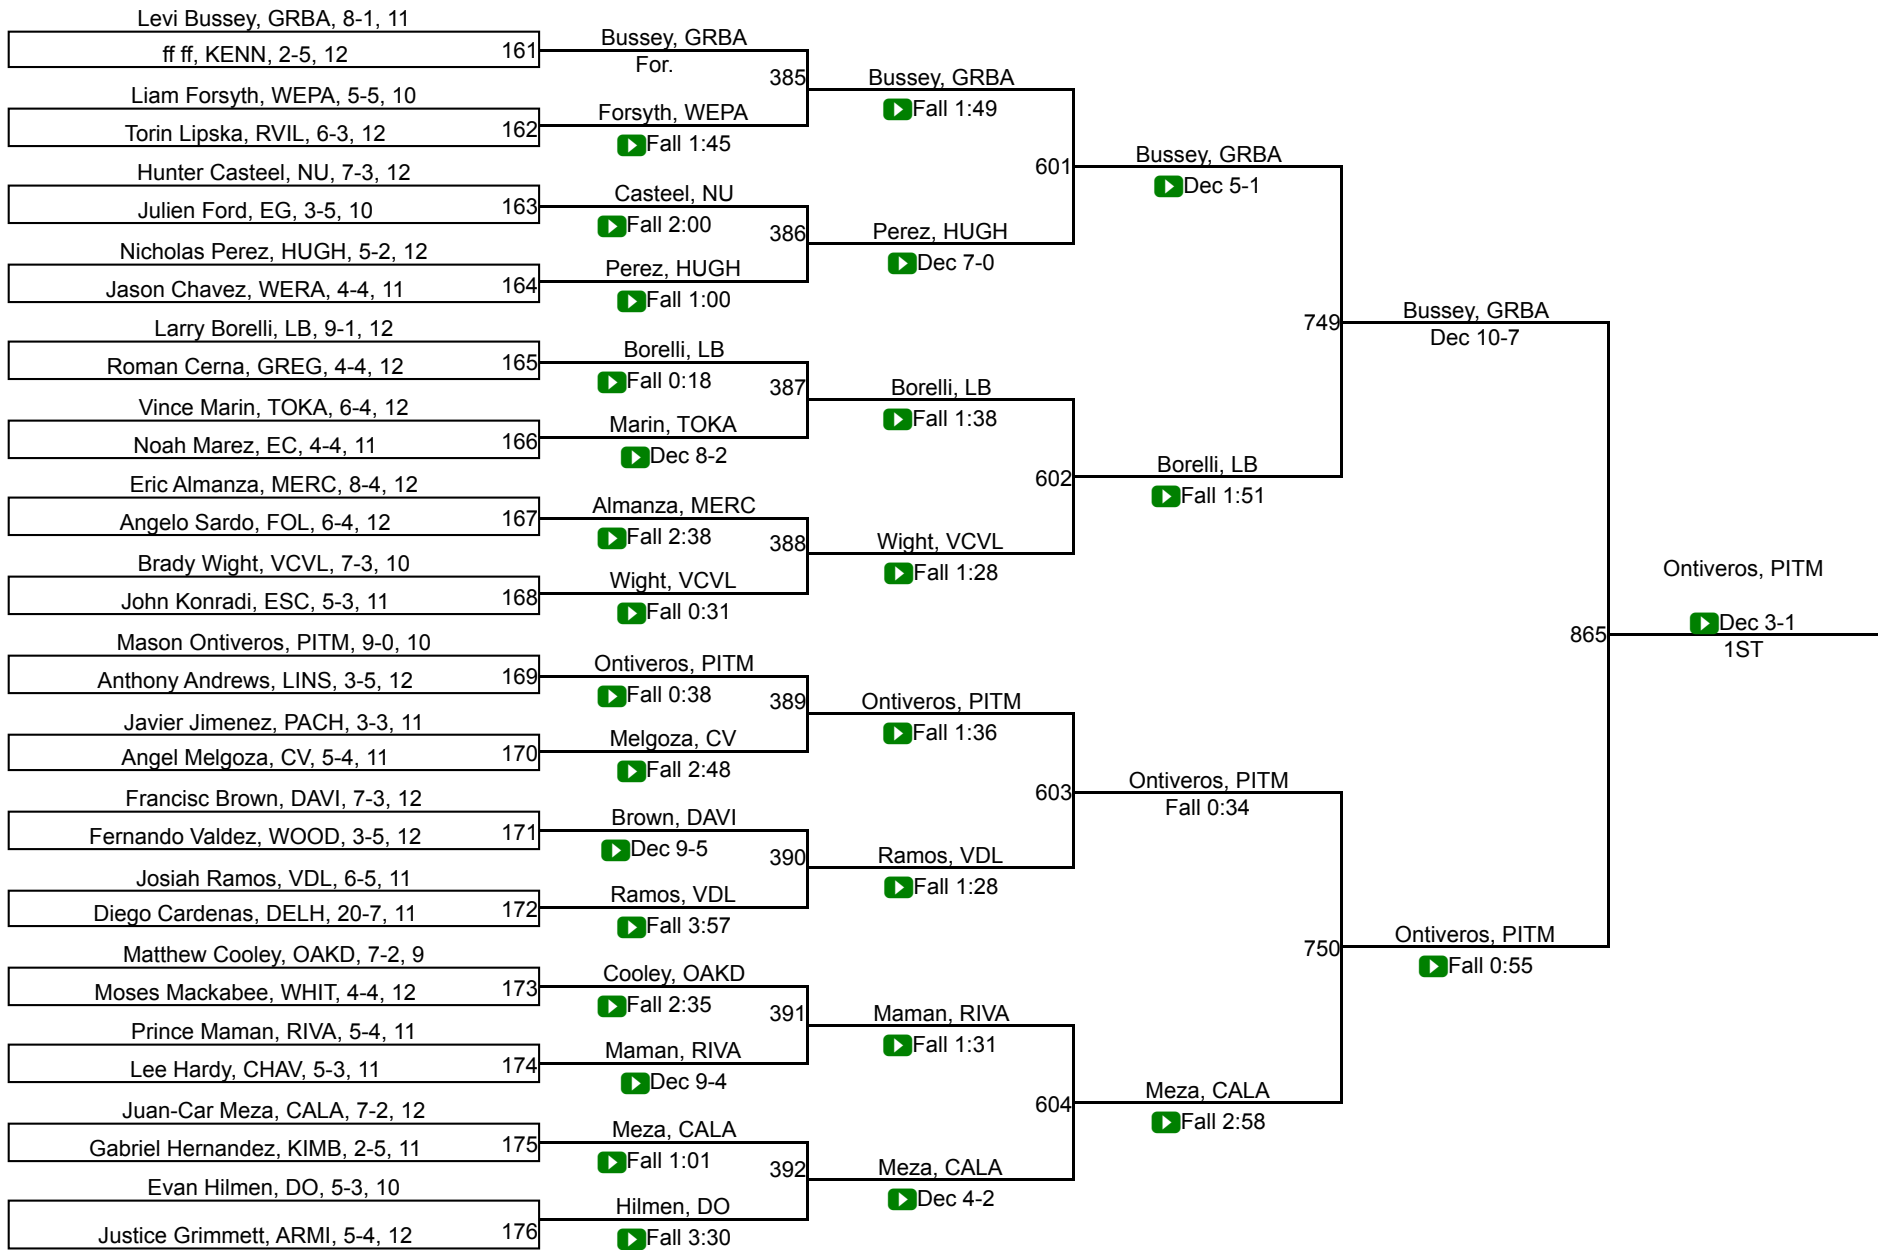 Levi Bussey, GRBA, 8-1, 11
ff ff, KENN, 2-5, 12
161
Liam Forsyth, WEPA, 5-5, 10
Torin Lipska, RVIL, 6-3, 12
162
Hunter Casteel, NU, 7-3, 12
Julien Ford, EG, 3-5, 10
163
Nicholas Perez, HUGH, 5-2, 12
Jason Chavez, WERA, 4-4, 11
164
Larry Borelli, LB, 9-1, 12
Roman Cerna, GREG, 4-4, 12
165
Vince Marin, TOKA, 6-4, 12
Noah Marez, EC, 4-4, 11
166
Eric Almanza, MERC, 8-4, 12
Angelo Sardo, FOL, 6-4, 12
167
Brady Wight, VCVL, 7-3, 10
John Konradi, ESC, 5-3, 11
168
Mason Ontiveros, PITM, 9-0, 10
Anthony Andrews, LINS, 3-5, 12
169
Javier Jimenez, PACH, 3-3, 11
Angel Melgoza, CV, 5-4, 11
170
Francisc Brown, DAVI, 7-3, 12
Fernando Valdez, WOOD, 3-5, 12
171
Josiah Ramos, VDL, 6-5, 11
Diego Cardenas, DELH, 20-7, 11
172
Matthew Cooley, OAKD, 7-2, 9
Moses Mackabee, WHIT, 4-4, 12
173
Prince Maman, RIVA, 5-4, 11
Lee Hardy, CHAV, 5-3, 11
174
Juan-Car Meza, CALA, 7-2, 12
Gabriel Hernandez, KIMB, 2-5, 11
175
Evan Hilmen, DO, 5-3, 10
Justice Grimmett, ARMI, 5-4, 12
176
Bussey, GRBA
For.
385
Forsyth, WEPA
Fall 1:45
Casteel, NU
Fall 2:00
386
Perez, HUGH
Fall 1:00
Borelli, LB
Fall 0:18
387
Marin, TOKA
Dec 8-2
Almanza, MERC
Fall 2:38
388
Wight, VCVL
Fall 0:31
Ontiveros, PITM
Fall 0:38
389
Melgoza, CV
Fall 2:48
Brown, DAVI
Dec 9-5
390
Ramos, VDL
Fall 3:57
Cooley, OAKD
Fall 2:35
391
Maman, RIVA
Dec 9-4
Meza, CALA
Fall 1:01
392
Hilmen, DO
Fall 3:30
Bussey, GRBA
Fall 1:49
601
Perez, HUGH
Dec 7-0
Borelli, LB
Fall 1:38
602
Wight, VCVL
Fall 1:28
Ontiveros, PITM
Fall 1:36
603
Ramos, VDL
Fall 1:28
Maman, RIVA
Fall 1:31
604
Meza, CALA
Dec 4-2
Bussey, GRBA
Dec 5-1
749
Borelli, LB
Fall 1:51
Ontiveros, PITM
Fall 0:34
750
Meza, CALA
Fall 2:58
Bussey, GRBA
Dec 10-7
865
Ontiveros, PITM
Fall 0:55
Ontiveros, PITM
Dec 3-1
1ST